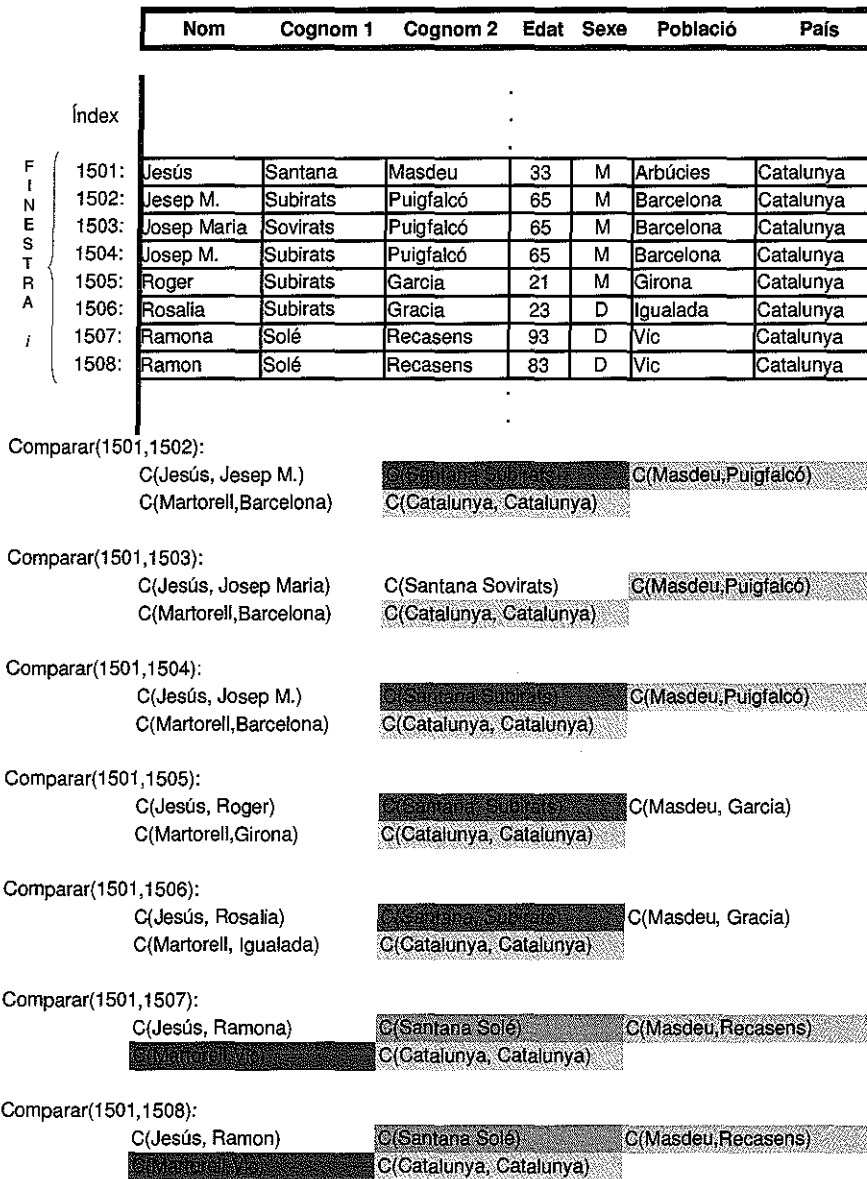 Nom Cognom 1 Cognom 2 Edat Sexe Població País
Índex
FINESTRA i
1501: Jesús Santana Masdeu 33 M Arbúcies Catalunya
1502: Jesep M. Subirats Puigfalcó 65 M Barcelona Catalunya
1503: Josep Maria Sovirats Puigfalcó 65 M Barcelona Catalunya
1504: Josep M. Subirats Puigfalcó 65 M Barcelona Catalunya
1505: Roger Subirats Garcia 21 M Girona Catalunya
1506: Rosalia Subirats Gracia 23 D Igualada Catalunya
1507: Ramona Solé Recasens 93 D Vic Catalunya
1508: Ramon Solé Recasens 83 D Vic Catalunya
Comparar(1501,1502):
C(Jesús, Jesep M.) C(Santana Subirats) C(Masdeu,Puigfalcó)
C(Martorell,Barcelona) C(Catalunya, Catalunya)
Comparar(1501,1503):
C(Jesús, Josep Maria) C(Santana Sovirats) C(Masdeu,Puigfalcó)
C(Martorell,Barcelona) C(Catalunya, Catalunya)
Comparar(1501,1504):
C(Jesús, Josep M.) C(Santana Subirats) C(Masdeu,Puigfalcó)
C(Martorell,Barcelona) C(Catalunya, Catalunya)
Comparar(1501,1505):
C(Jesús, Roger) C(Santana, Subirats) C(Masdeu, Garcia)
C(Martorell,Girona) C(Catalunya, Catalunya)
Comparar(1501,1506):
C(Jesús, Rosalia) C(Santana, Subirats) C(Masdeu, Gracia)
C(Martorell, Igualada) C(Catalunya, Catalunya)
Comparar(1501,1507):
C(Jesús, Ramona) C(Santana Solé) C(Masdeu,Recasens)
C(Catalunya, Catalunya)
Comparar(1501,1508):
C(Jesús, Ramon) C(Santana Solé) C(Masdeu,Recasens)
C(Catalunya, Catalunya)